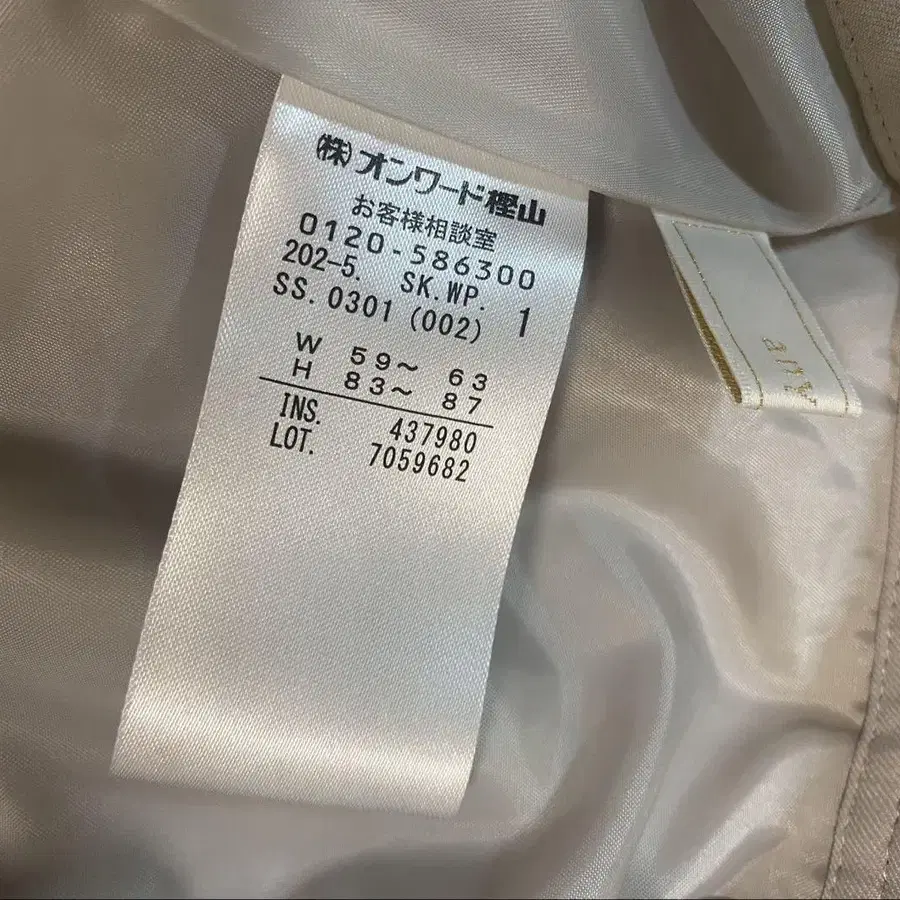 (株)オンワード樫山
お客様相談室
0120-586300
202-5. SK.WP. 1
SS.0301(002)
W 59〜 63
H 83〜 87
INS. 437980
LOT. 7059682